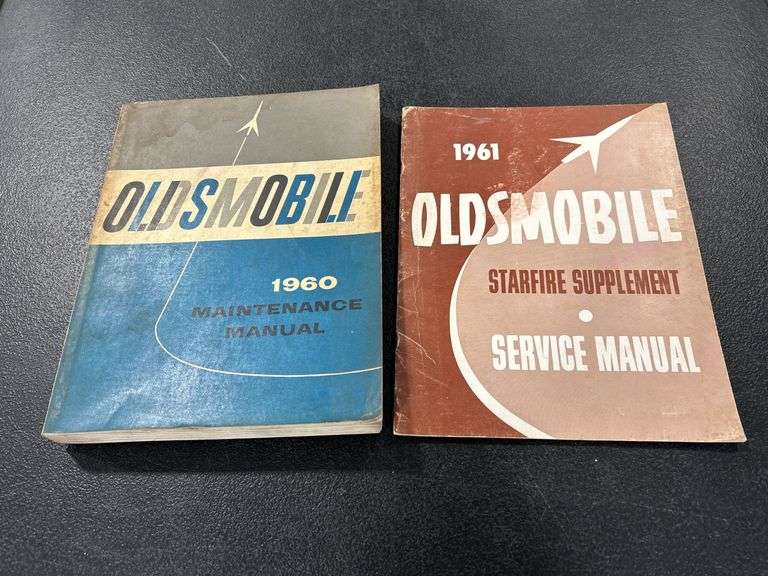 OLDSMOBILE
1960
MAINTENANCE
MANUAL
1961
OLDSMOBILE
STARFIRE SUPPLEMENT
SERVICE MANUAL